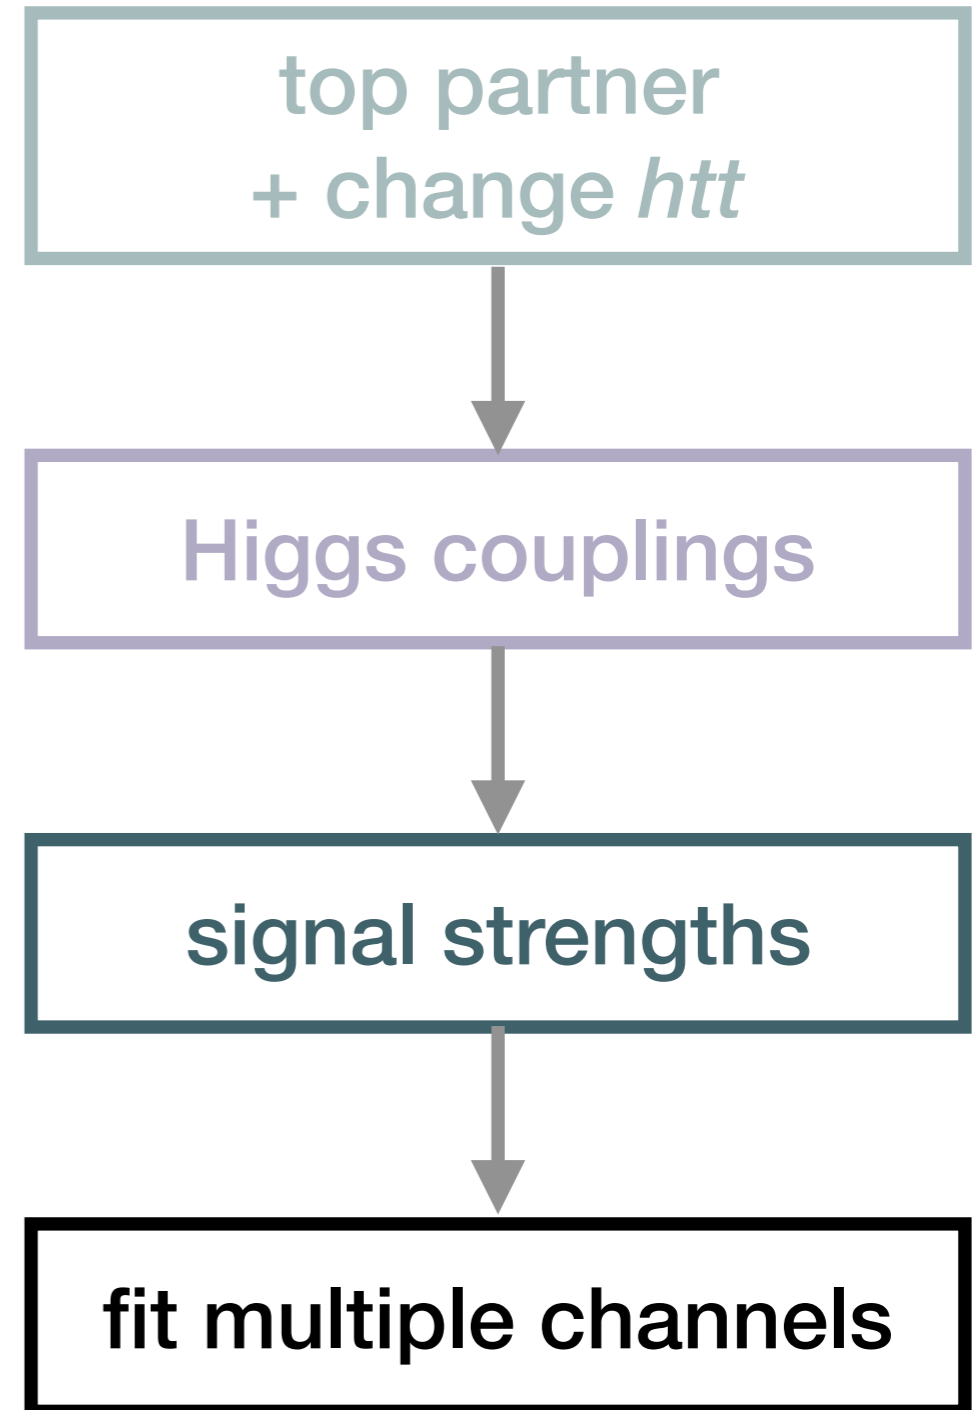 top partner
+ change htt
Higgs couplings
signal strengths
fit multiple channels